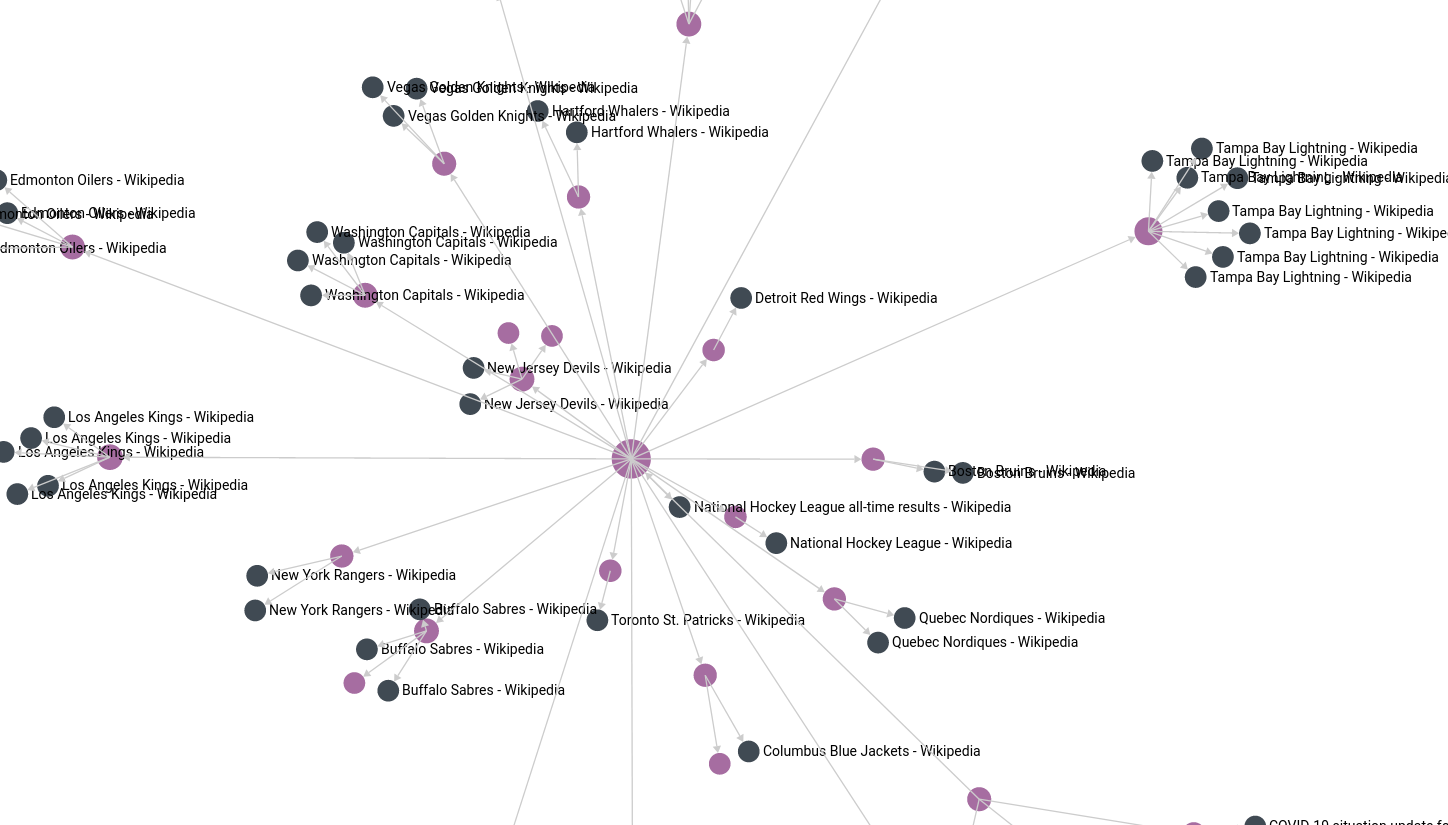 Vegas Golden Knights - Wikipedia
Vegas Golden Knights - Wikipedia
Vegas Golden Knights - Wikipedia
Hartford Whalers - Wikipedia
Hartford Whalers - Wikipedia
Tampa Bay Lightning - Wikipedia
Tampa Bay Lightning - Wikipedia
Tampa Bay Lightning - Wikipedia
Tampa Bay Lightning - Wikipedia
Tampa Bay Lightning - Wikipedia
Tampa Bay Lightning - Wikipe
Tampa Bay Lightning - Wikipedia
Tampa Bay Lightning - Wikipedia
Edmonton Oilers - Wikipedia
Edmonton Oilers - Wikipedia
monton Oilers - Wikipedia
dmonton Oilers - Wikipedia
Washington Capitals - Wikipedia
Washington Capitals - Wikipedia
Washington Capitals - Wikipedia
Washington Capitals - Wikipedia
Detroit Red Wings - Wikipedia
New Jersey Devils - Wikipedia
New Jersey Devils - Wikipedia
Los Angeles Kings - Wikipedia
Los Angeles Kings - Wikipedia
Los Angeles Kings - Wikipedia
Los Angeles Kings - Wikipedia
Los Angeles Kings - Wikipedia
Boston Bruins - Wikipedia
Boston Bruins - Wikipedia
National Hockey League all-time results - Wikipedia
National Hockey League - Wikipedia
New York Rangers - Wikipedia
New York Rangers - Wikipedia
Buffalo Sabres - Wikipedia
Buffalo Sabres - Wikipedia
Buffalo Sabres - Wikipedia
Toronto St. Patricks - Wikipedia
Quebec Nordiques - Wikipedia
Quebec Nordiques - Wikipedia
Columbus Blue Jackets - Wikipedia
COVID-19 situation update fo